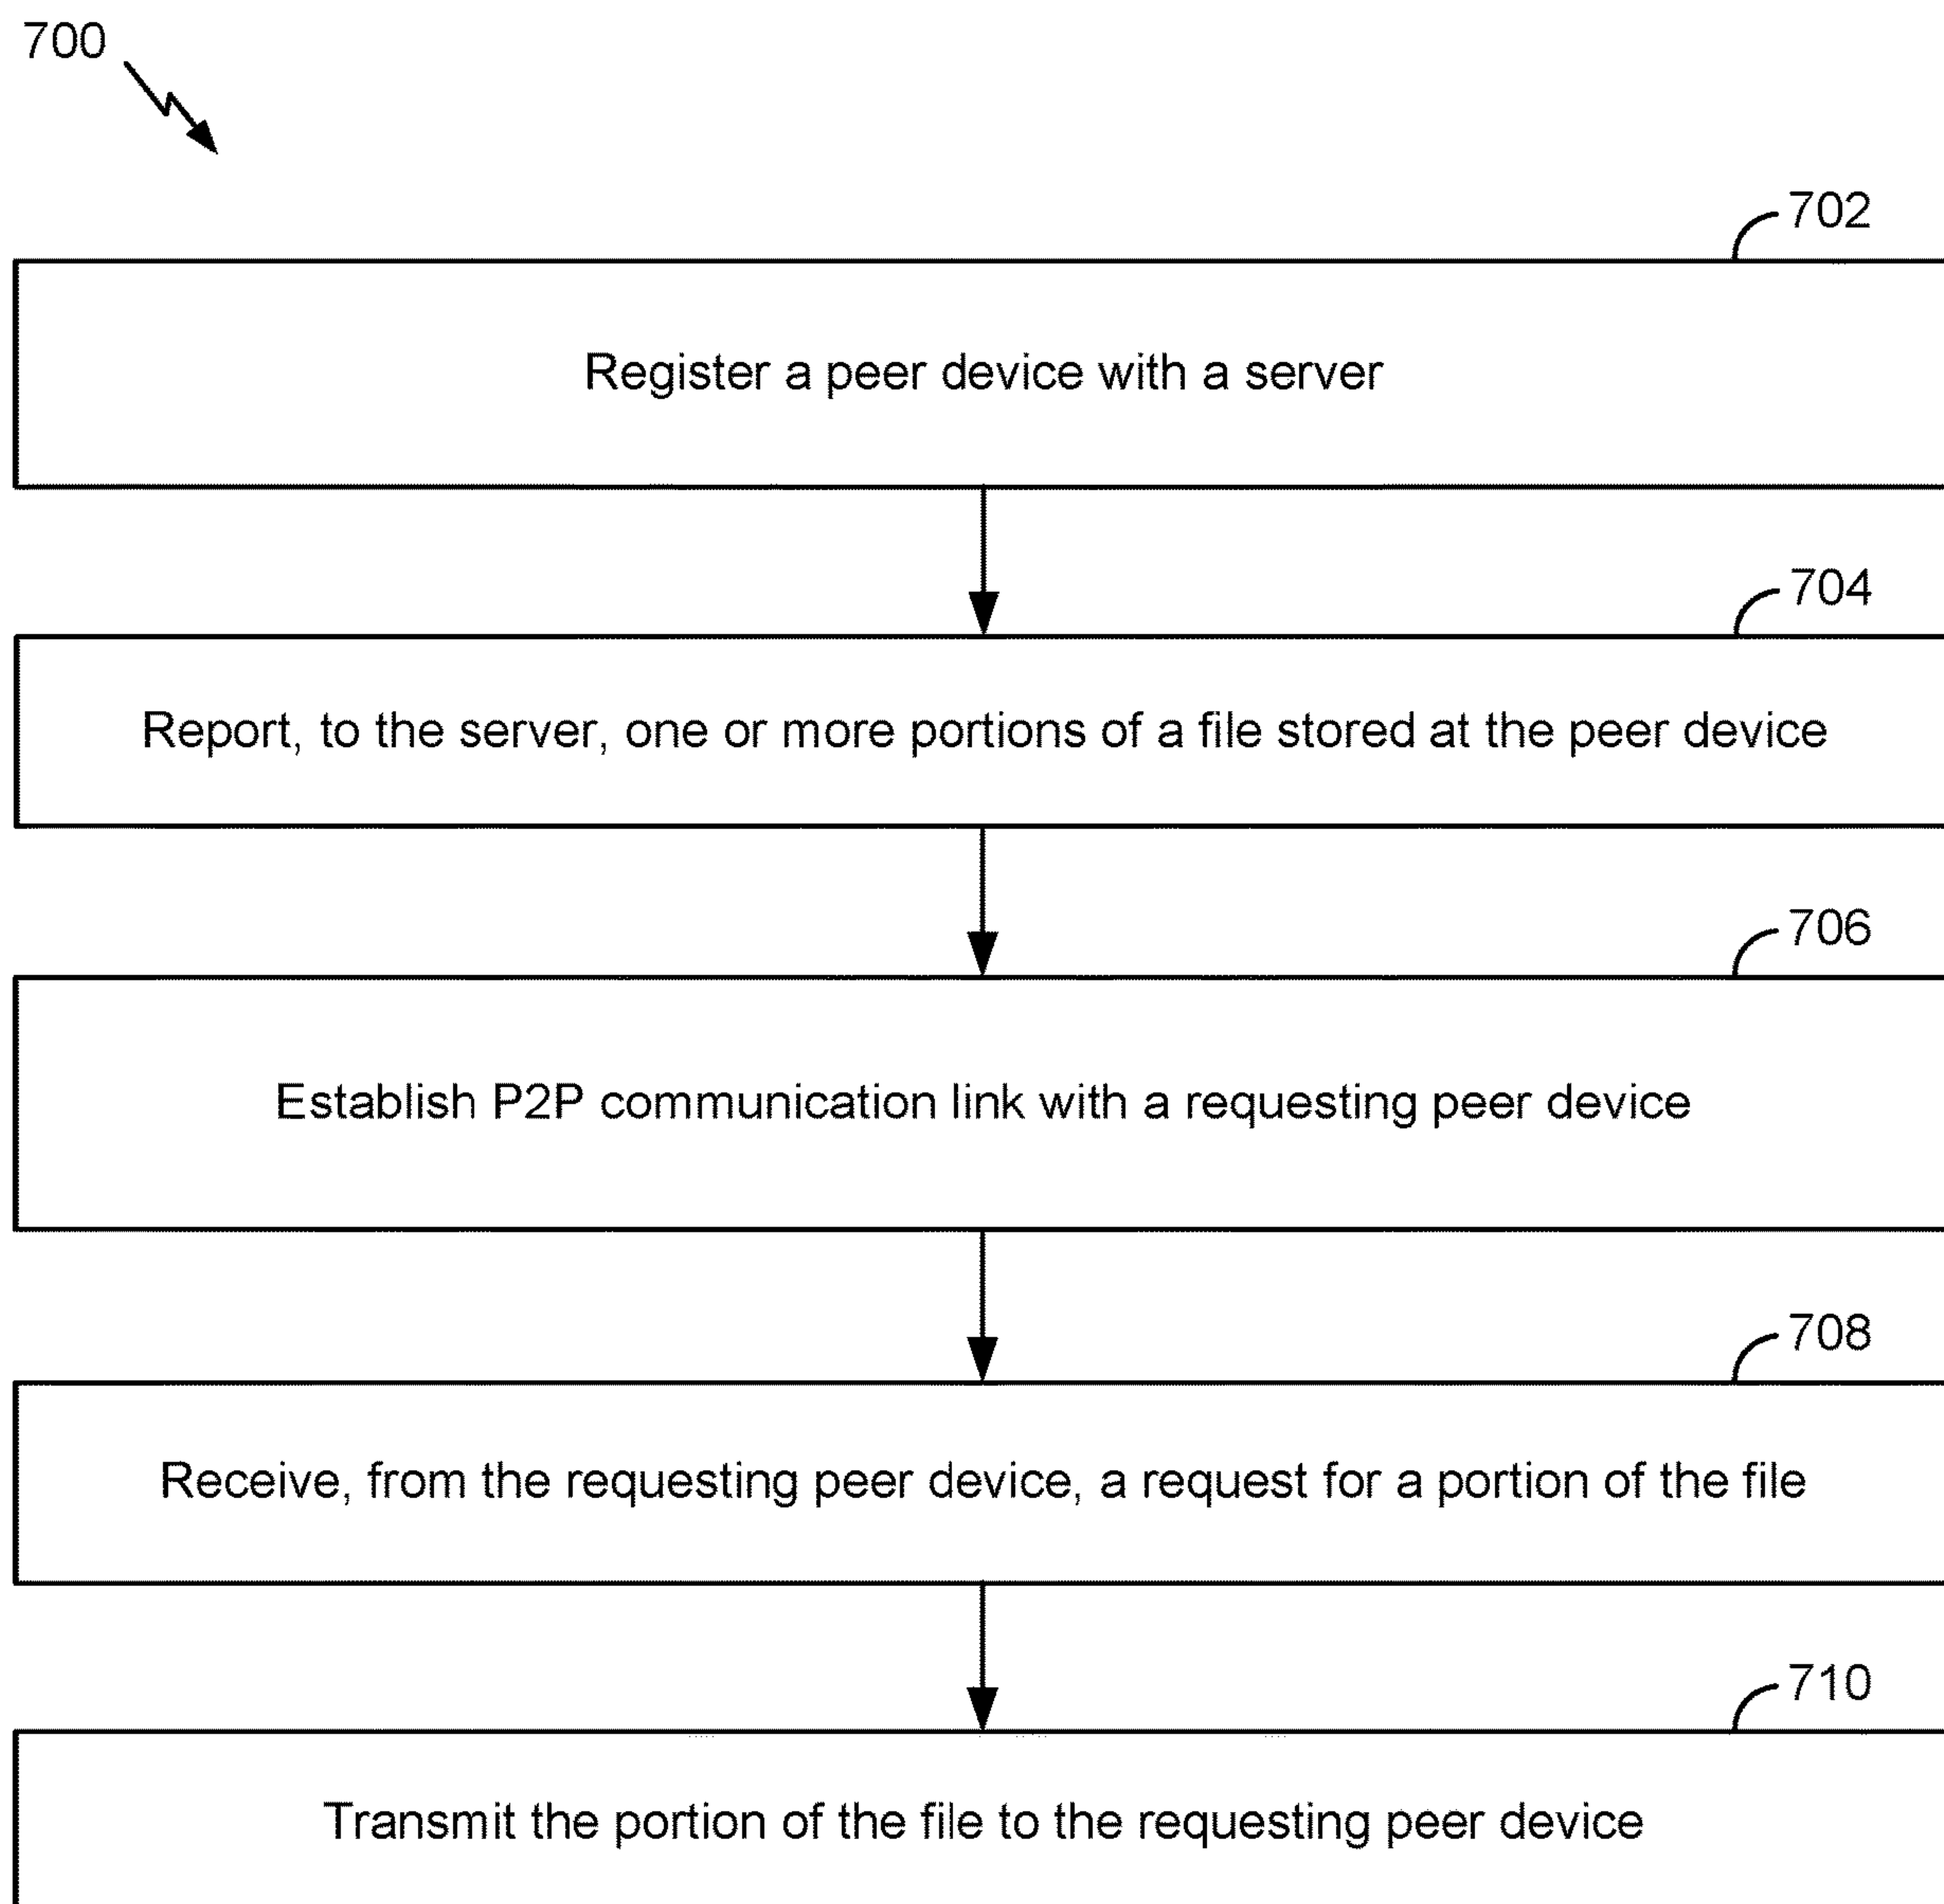 700
702
Register a peer device with a server
704
Report, to the server, one or more portions of a file stored at the peer device
706
Establish P2P communication link with a requesting peer device
708
Receive, from the requesting peer device, a request for a portion of the file
710
Transmit the portion of the file to the requesting peer device